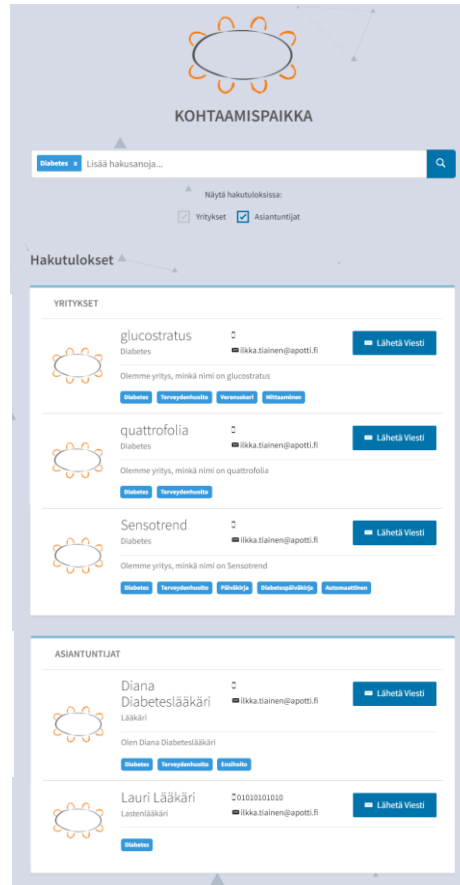 KOHTAAMISPAIKKA
Diabetes x Lisää hakusanoja...
Näytä hakutuloksissa:
Yritykset Asiantuntijat
Hakutulokset
YRITYKSET
glucostratus
Diabetes
ilkka.tiainen@apotti.fi
Lähetä Viesti
Olemme yritys, minkä nimi on glucostratus
Diabetes Terveydenhuolto Verensokeri Mittaaminen
quattrofolia
Diabetes
ilkka.tiainen@apotti.fi
Lähetä Viesti
Olemme yritys, minkä nimi on quattrofolia
Diabetes Terveydenhuolto
Sensotrend
Diabetes
ilkka.tiainen@apotti.fi
Lähetä Viesti
Olemme yritys, minkä nimi on Sensotrend
Diabetes Terveydenhuolto Päiväkirja Diabetespäiväkirja Automaattinen
ASIANTUNTIJAT
Diana
Diabeteslääkäri
Lääkäri
ilkka.tiainen@apotti.fi
Lähetä Viesti
Olen Diana Diabeteslääkäri
Diabetes Terveydenhuolto Ensihoito
Lauri Lääkäri
Lastenlääkäri
01010101010
ilkka.tiainen@apotti.fi
Lähetä Viesti
Diabetes